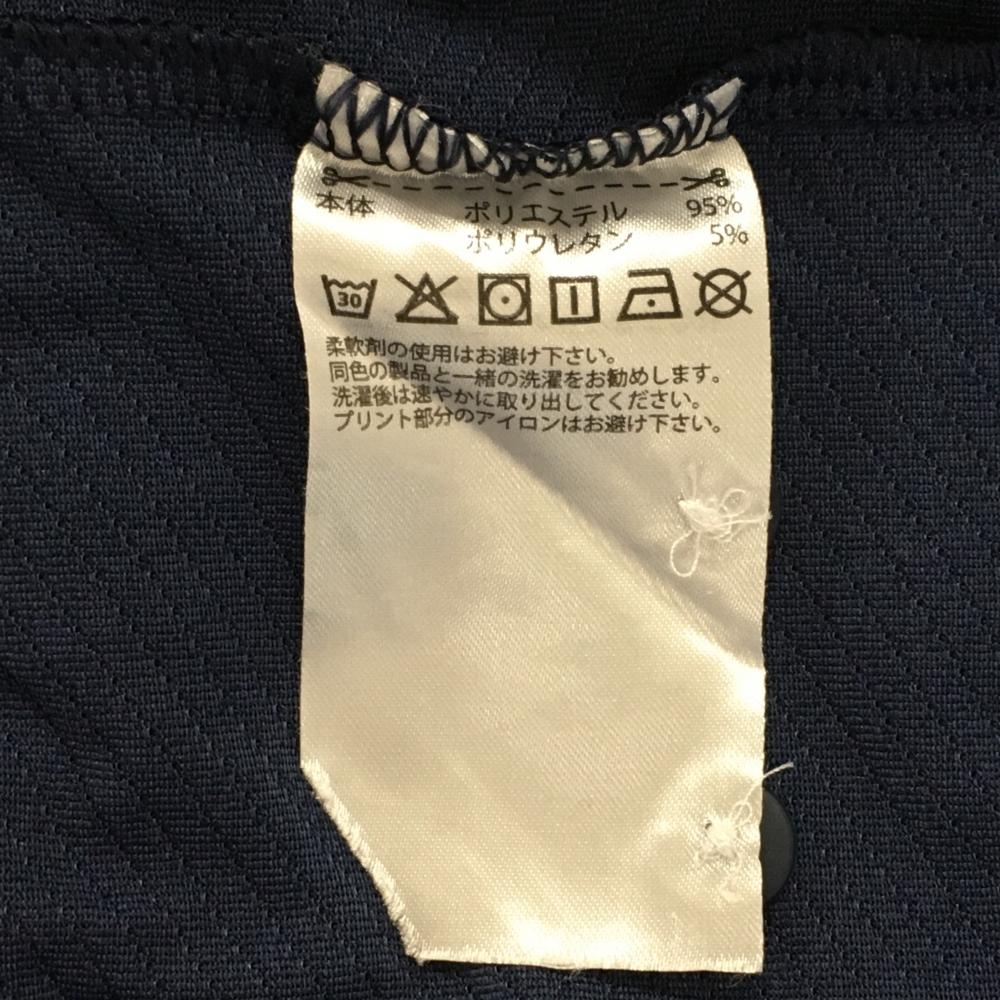 本体 ポリエステル 95%
ポリウレタン 5%
30
柔軟剤の使用はお避け下さい。
同色の製品と一緒の洗濯をお勧めします。
洗濯後は速やかに取り出してください。
プリント部分のアイロンはお避け下さい。